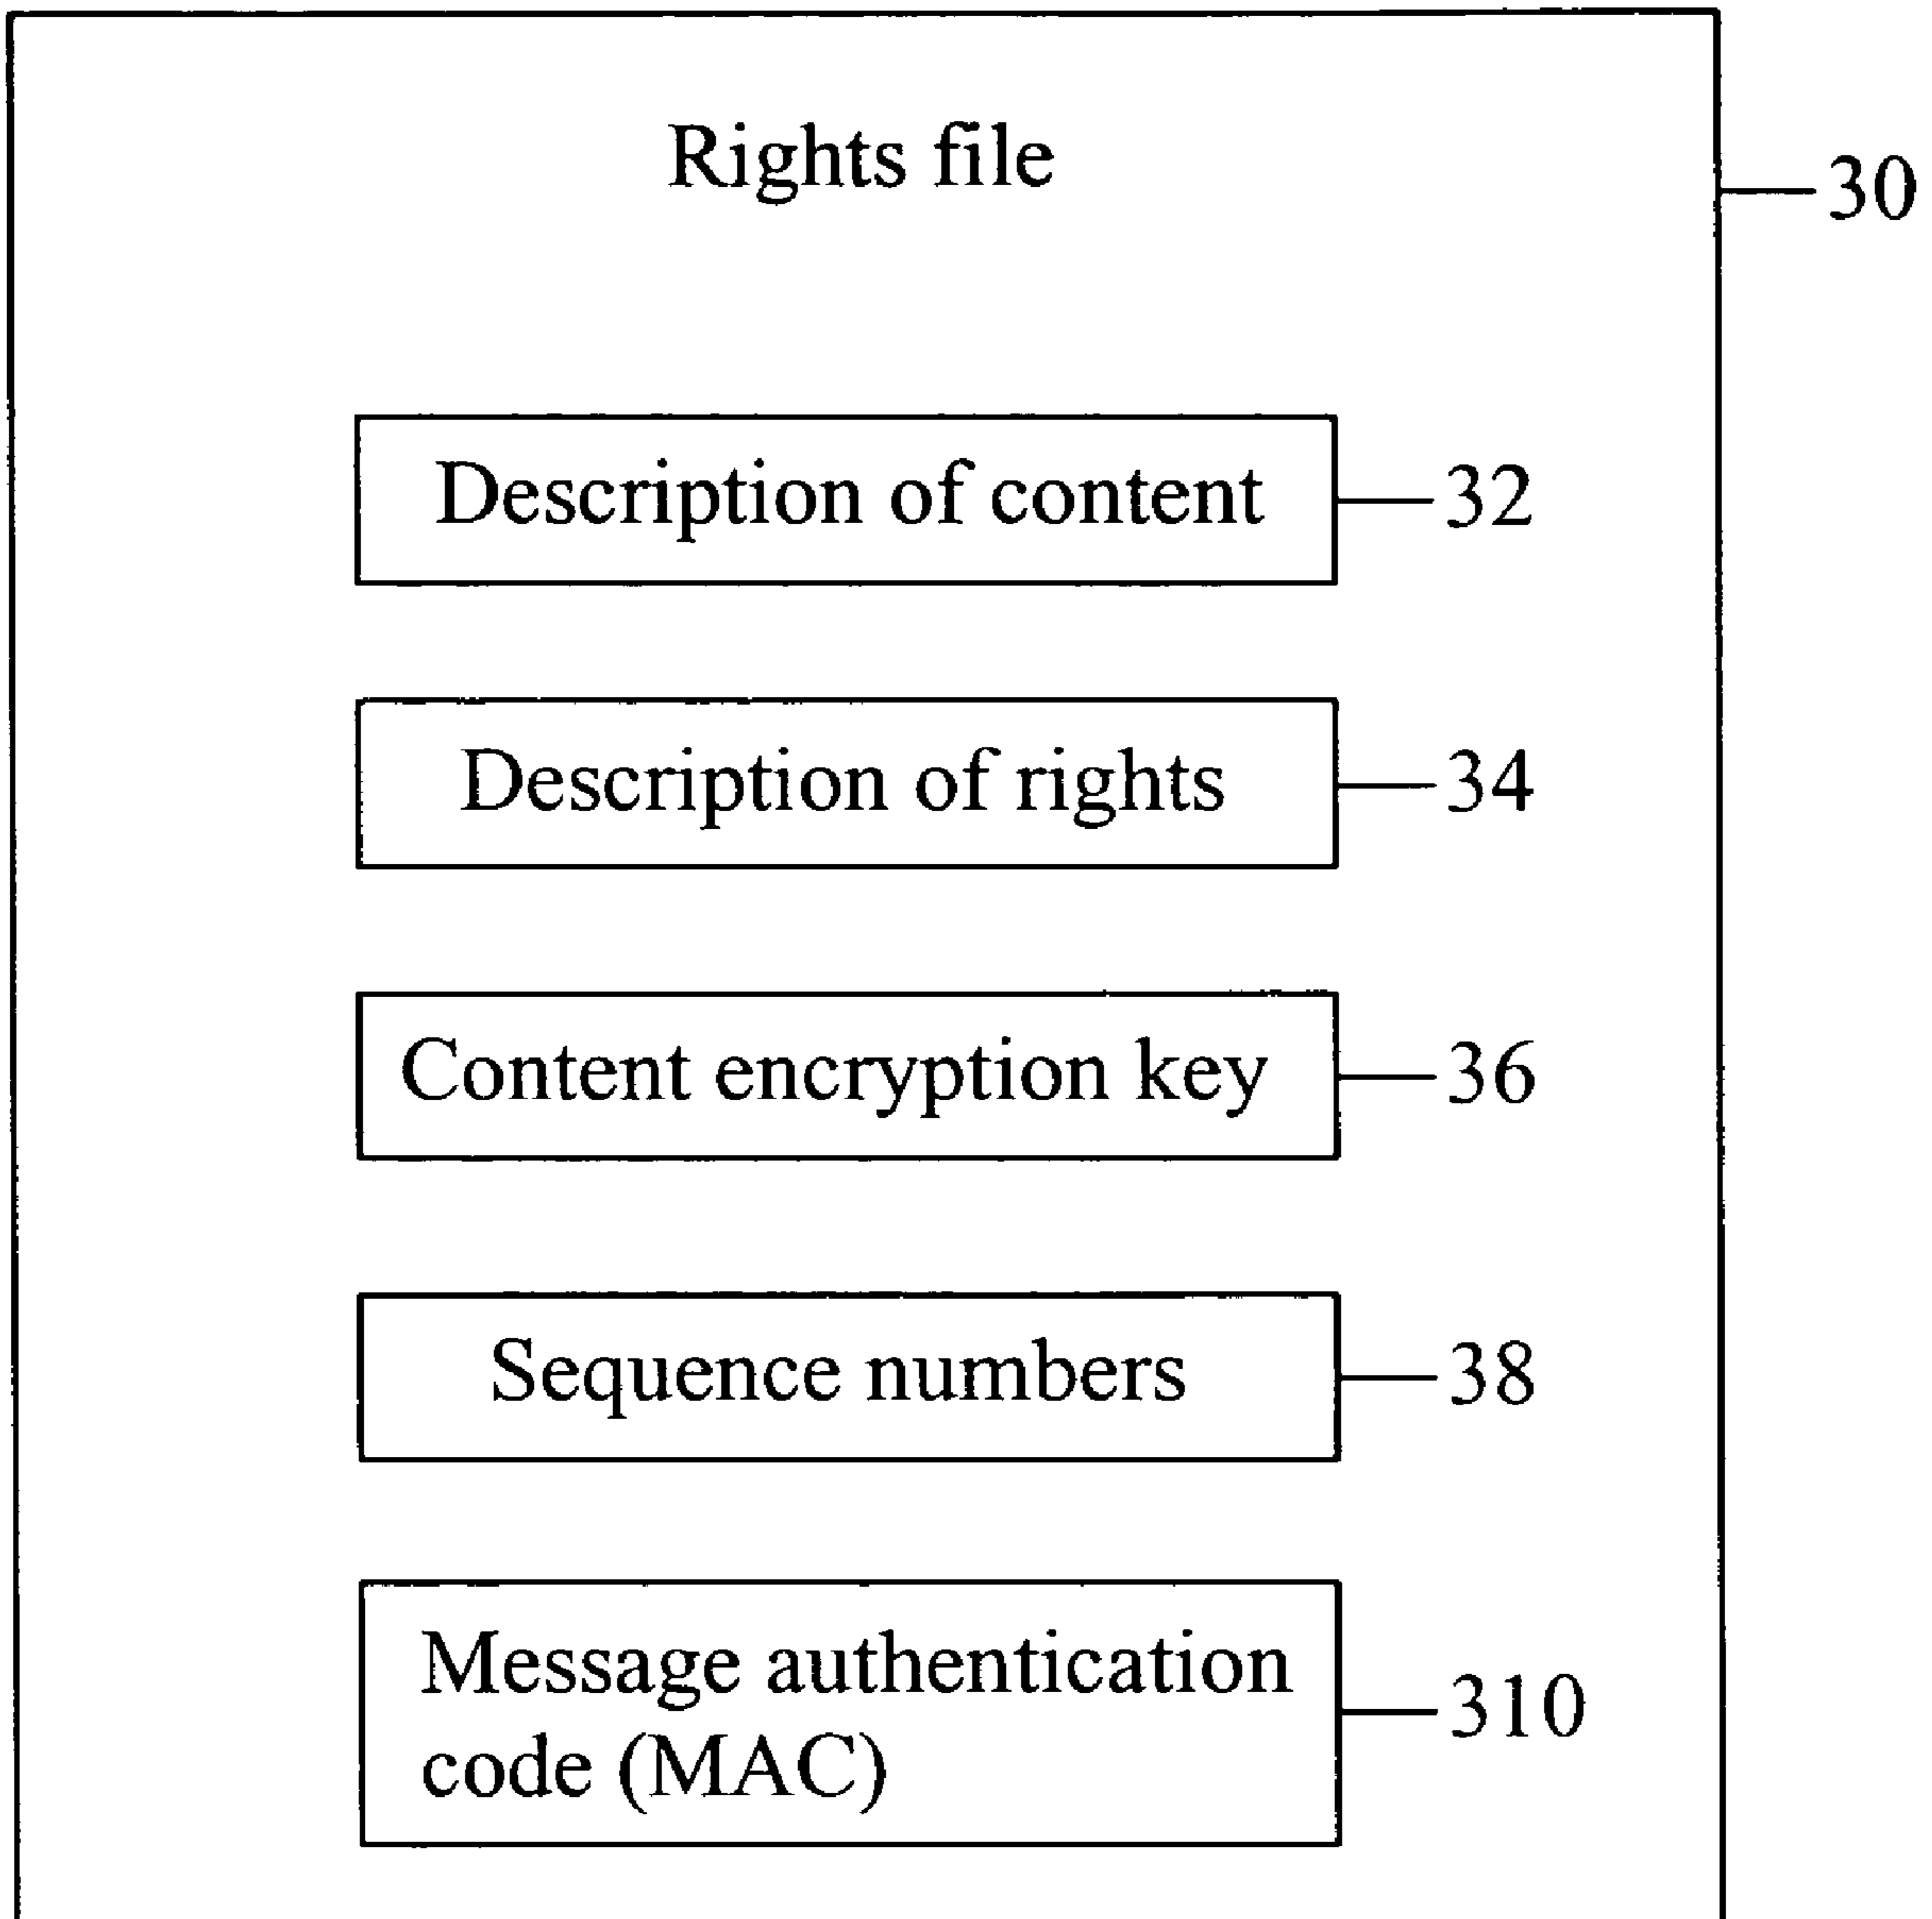 Rights file
30
Description of content
32
Description of rights
34
Content encryption key
36
Sequence numbers
38
Message authentication
code (MAC)
310